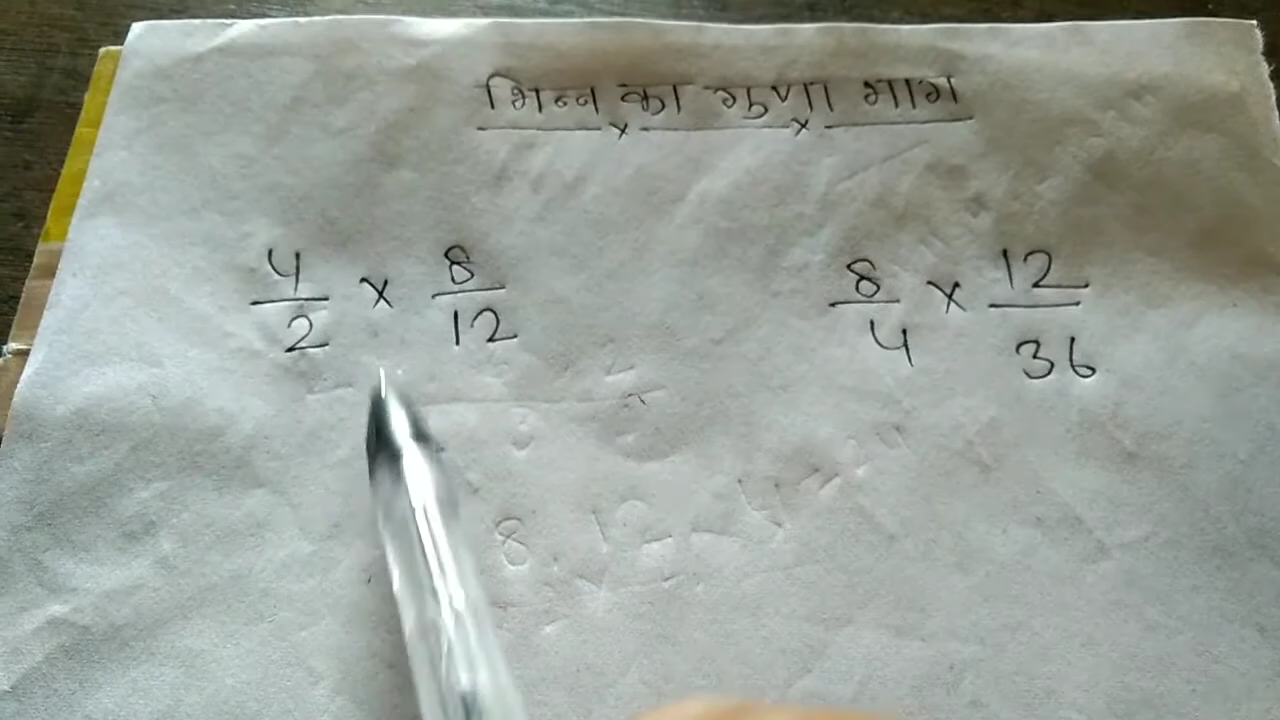 भिन्न का गुणा भाग
4/2 × 8/12
8/4 × 12/36